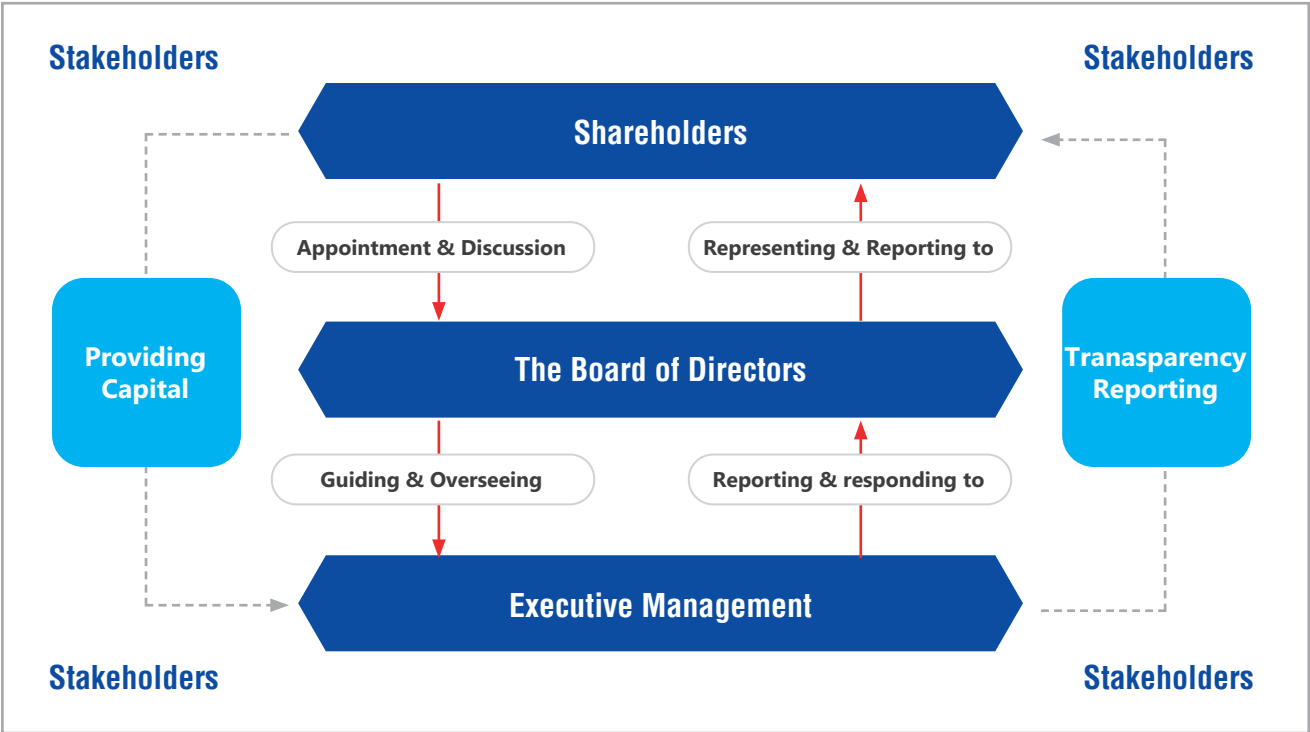 Stakeholders
Stakeholders
Shareholders
Appointment & Discussion
Representing & Reporting to
Providing
Capital
The Board of Directors
Tranasparency
Reporting
Guiding & Overseeing
Reporting & responding to
Executive Management
Stakeholders
Stakeholders